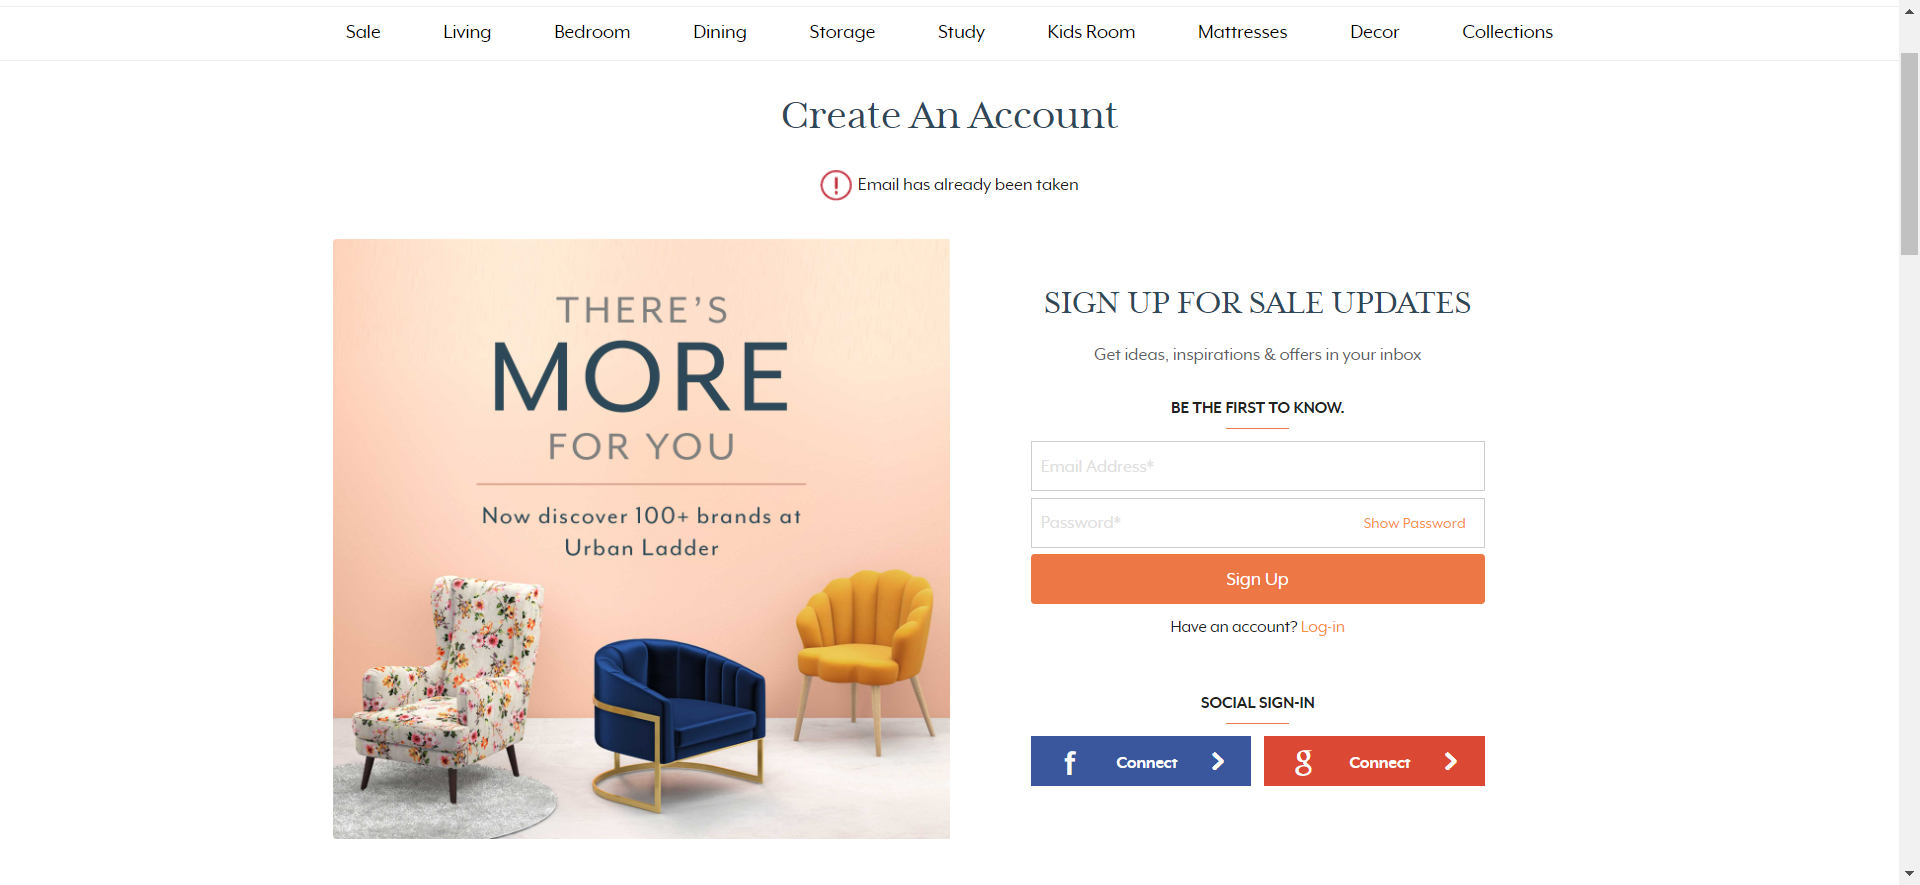 Sale Living Bedroom Dining Storage Study Kids Room Mattresses Decor Collections
Create An Account
Email has already been taken
THERE'S
MORE
FOR YOU
Now discover 100+ brands at
Urban Ladder
SIGN UP FOR SALE UPDATES
Get ideas, inspirations & offers in your inbox
BE THE FIRST TO KNOW.
Email Address*
Password* Show Password
Sign Up
Have an account? Log-in
SOCIAL SIGN-IN
f Connect g Connect